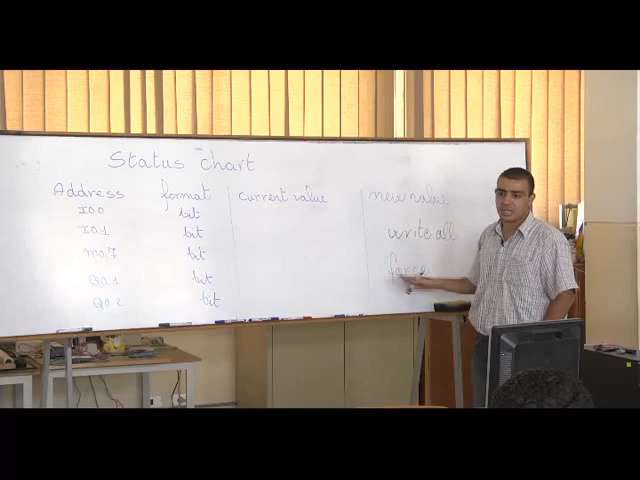 Status chart
Address format current value new value
I0.0 bit
I0.1 bit write all
m0.7 bit
force
Q0.1 bit
Q0.2 bit